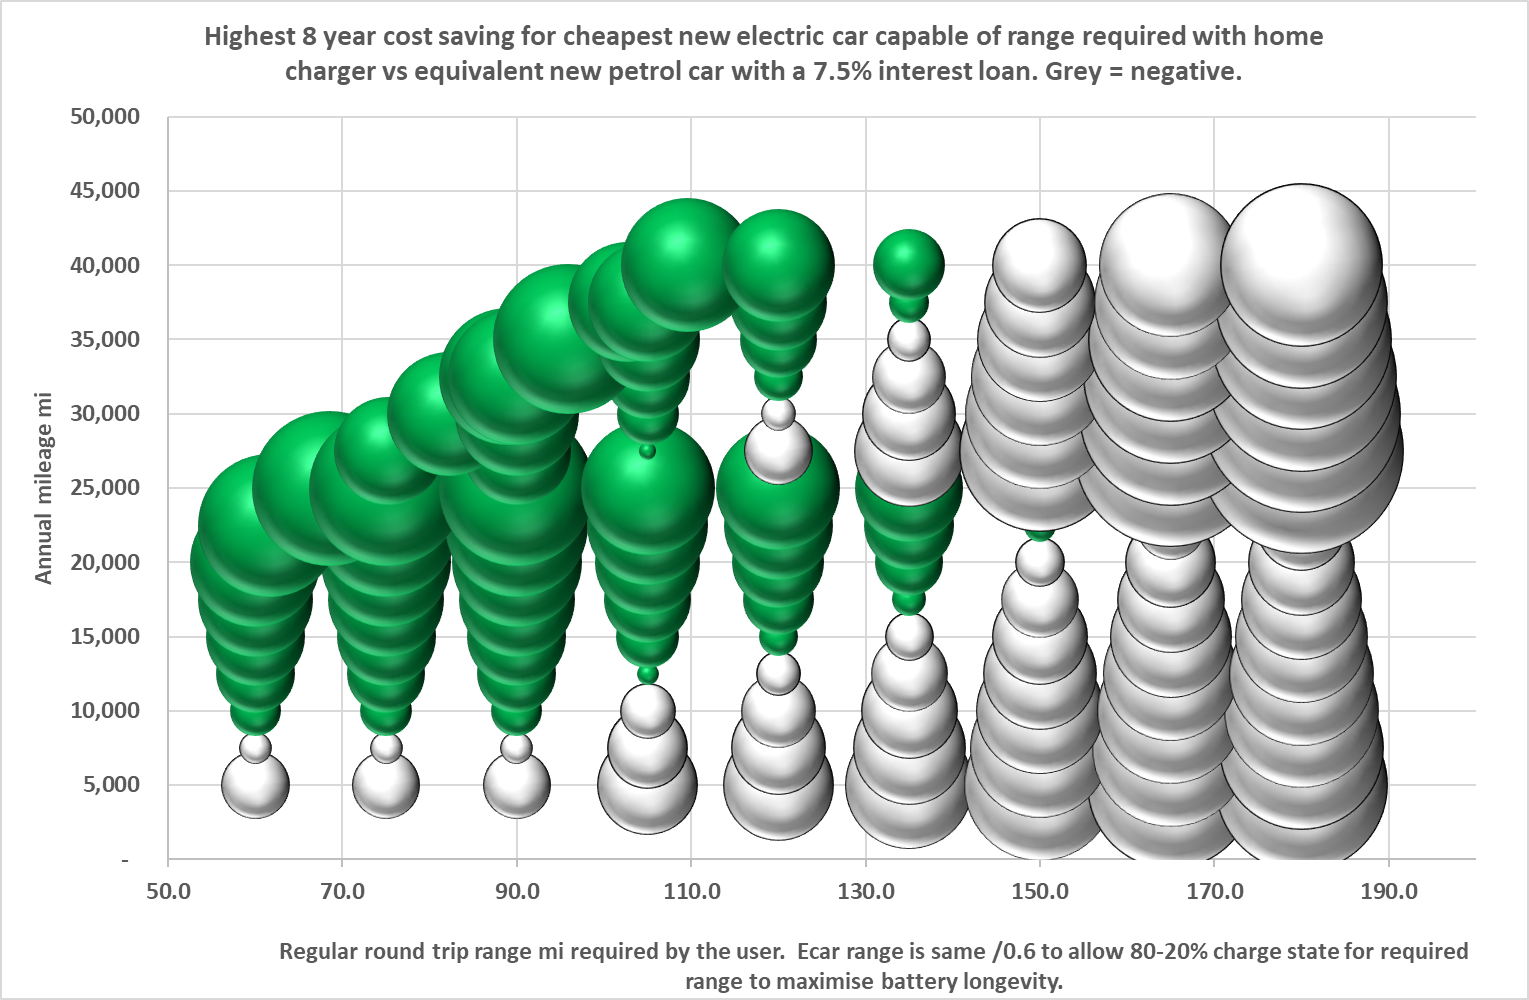 Highest 8 year cost saving for cheapest new electric car capable of range required with home
charger vs equivalent new petrol car with a 7.5% interest loan. Grey = negative.
50,000
45,000
40,000
35,000
30,000
25,000
20,000
15,000
10,000
5,000
-
Annual mileage mi
50.0 70.0 90.0 110.0 130.0 150.0 170.0 190.0
Regular round trip range mi required by the user.  Ecar range is same /0.6 to allow 80-20% charge state for required
range to maximise battery longevity.